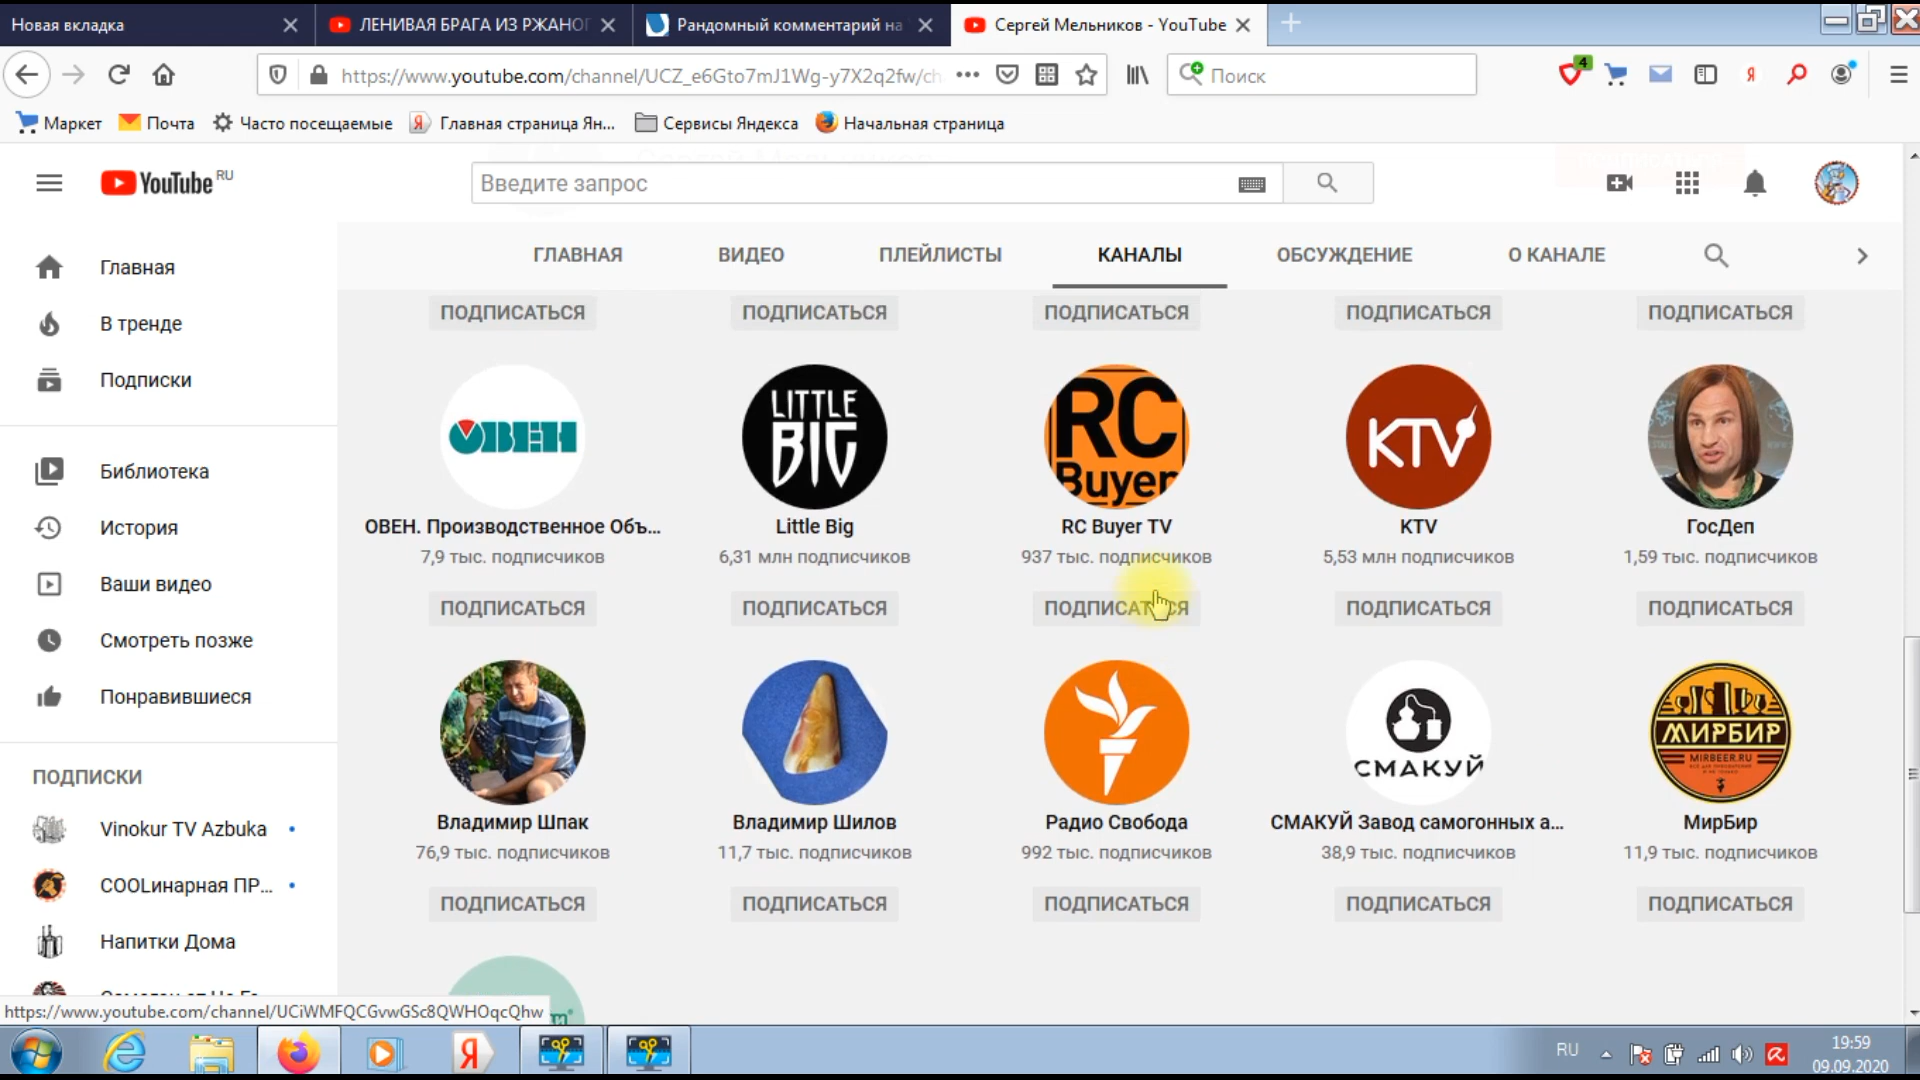 Новая вкладка
ЛЕНИВАЯ БРАГА ИЗ РЖАНОГ
Рандомный комментарий на
Сергей Мельников - YouTube
https://www.youtube.com/channel/UCZ_e6Gto7mJ1Wg-y7X2q2fw/ch
Поиск
4
Маркет
Почта
Часто посещаемые
Главная страница Ян...
Сервисы Яндекса
Начальная страница
YouTube RU
Введите запрос
ГЛАВНАЯ
ВИДЕО
ПЛЕЙЛИСТЫ
КАНАЛЫ
ОБСУЖДЕНИЕ
О КАНАЛЕ
Главная
В тренде
Подписки
Библиотека
История
Ваши видео
Смотреть позже
Понравившиеся
ПОДПИСКИ
Vinokur TV Azbuka
COOLинарная ПР...
Напитки Дома
ПОДПИСАТЬСЯ
ПОДПИСАТЬСЯ
ПОДПИСАТЬСЯ
ПОДПИСАТЬСЯ
ПОДПИСАТЬСЯ
ОВЕН
LITTLE BIG
RC Buyer
KTV
ОВЕН. Производственное Объ...
Little Big
RC Buyer TV
KTV
ГосДеп
7,9 тыс. подписчиков
6,31 млн подписчиков
937 тыс. подписчиков
5,53 млн подписчиков
1,59 тыс. подписчиков
ПОДПИСАТЬСЯ
ПОДПИСАТЬСЯ
ПОДПИСАТЬСЯ
ПОДПИСАТЬСЯ
ПОДПИСАТЬСЯ
СМАКУЙ
МИРБИР
MIRBEER.RU
Владимир Шпак
Владимир Шилов
Радио Свобода
СМАКУЙ Завод самогонных а...
МирБир
76,9 тыс. подписчиков
11,7 тыс. подписчиков
992 тыс. подписчиков
38,9 тыс. подписчиков
11,9 тыс. подписчиков
ПОДПИСАТЬСЯ
ПОДПИСАТЬСЯ
ПОДПИСАТЬСЯ
ПОДПИСАТЬСЯ
ПОДПИСАТЬСЯ
https://www.youtube.com/channel/UCiWMFQCGvwGSc8QWHOqcQhw
RU
19:59
09.09.2020